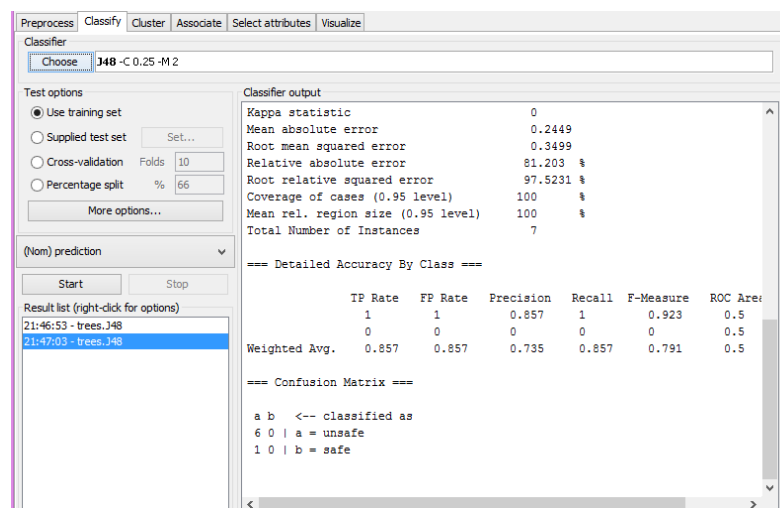 Preprocess Classify Cluster Associate Select attributes Visualize
Classifier
Choose J48 -C 0.25 -M 2
Test options
Use training set
Supplied test set Set...
Cross-validation Folds 10
Percentage split % 66
More options...
(Nom) prediction
Start Stop
Result list (right-click for options)
21:46:53 - trees.J48
21:47:03 - trees.J48
Classifier output
Kappa statistic 0
Mean absolute error 0.2449
Root mean squared error 0.3499
Relative absolute error 81.203 %
Root relative squared error 97.5231 %
Coverage of cases (0.95 level) 100 %
Mean rel. region size (0.95 level) 100 %
Total Number of Instances 7
=== Detailed Accuracy By Class ===
TP Rate FP Rate Precision Recall F-Measure ROC Area
1 1 0.857 1 0.923 0.5
0 0 0 0 0 0.5
Weighted Avg. 0.857 0.857 0.735 0.857 0.791 0.5
=== Confusion Matrix ===
a b <-- classified as
6 0 | a = unsafe
1 0 | b = safe